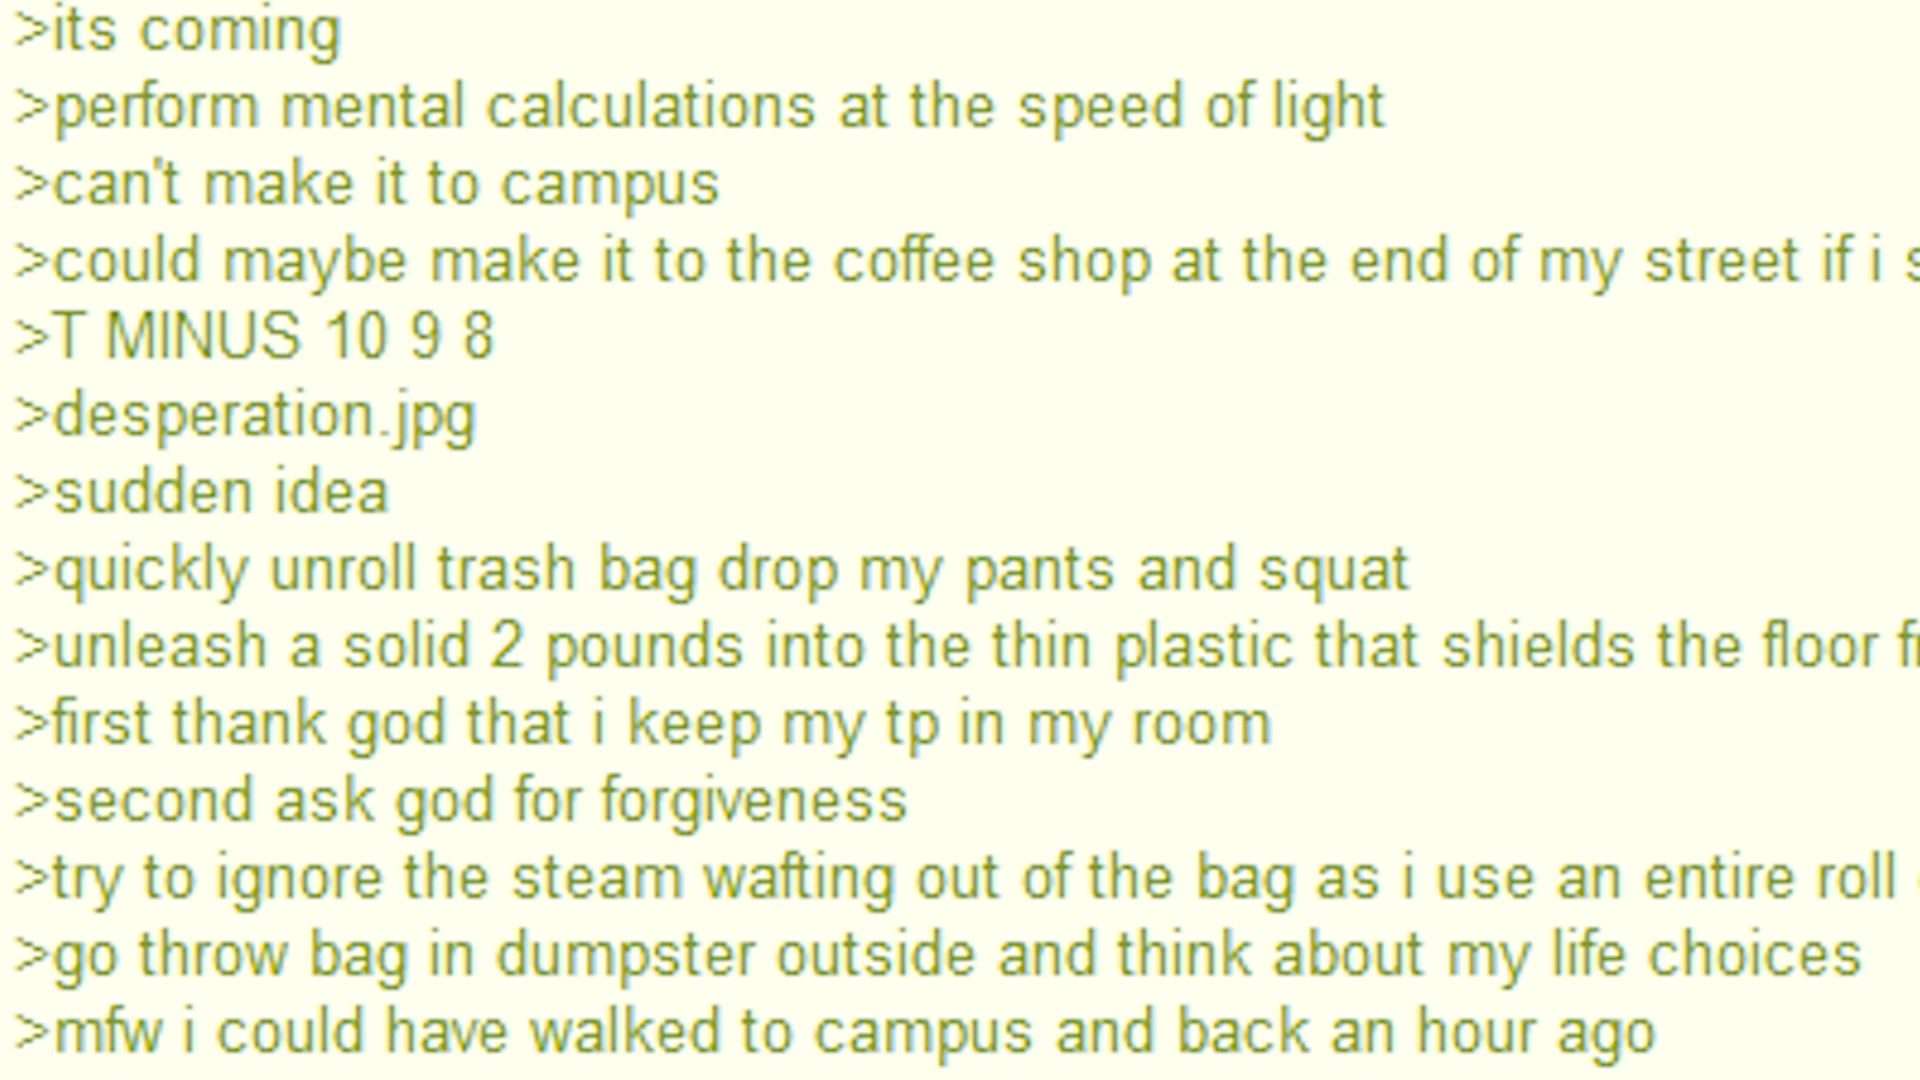 >its coming
>perform mental calculations at the speed of light
>can't make it to campus
>could maybe make it to the coffee shop at the end of my street if i
>T MINUS 10 9 8
>desperation.jpg
>sudden idea
>quickly unroll trash bag drop my pants and squat
>unleash a solid 2 pounds into the thin plastic that shields the floor
>first thank god that i keep my tp in my room
>second ask god for forgiveness
>try to ignore the steam wafting out of the bag as i use an entire roll
>go throw bag in dumpster outside and think about my life choices
>mfw i could have walked to campus and back an hour ago